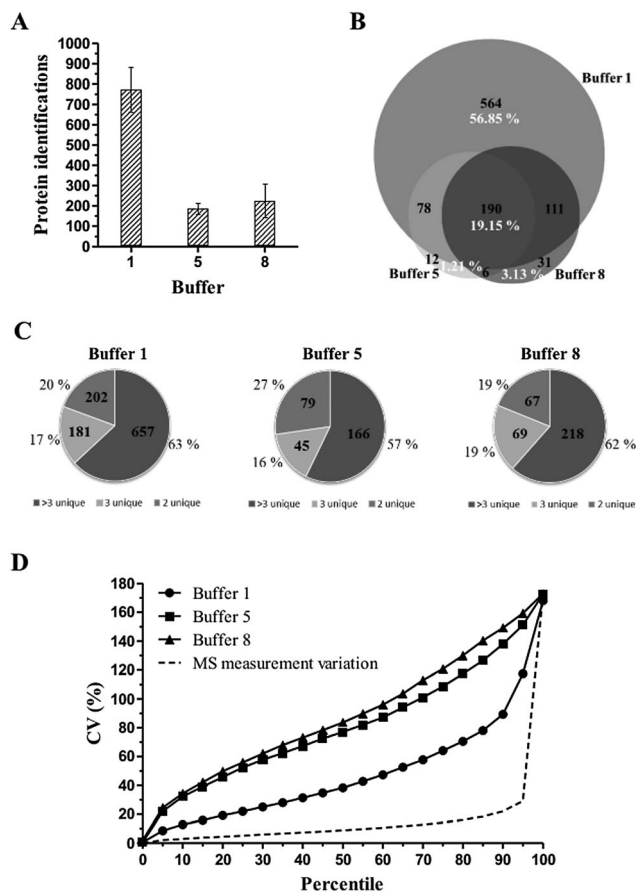 A
Protein identifications
1000
900
800
700
600
500
400
300
200
100
0
1 5 8
Buffer
B
Buffer 1
564
56.85 %
78
190
19.15 %
111
12
1.21 %
6
31
3.13 %
Buffer 5
Buffer 8
C
Buffer 1
20 %
202
181
657
17 %
63 %
>3 unique 3 unique 2 unique
Buffer 5
27 %
79
45
166
16 %
57 %
>3 unique 3 unique 2 unique
Buffer 8
19 %
67
69
218
19 %
62 %
>3 unique 3 unique 2 unique
D
CV (%)
180
160
140
120
100
80
60
40
20
0
Buffer 1
Buffer 5
Buffer 8
MS measurement variation
0 10 20 30 40 50 60 70 80 90 100
Percentile